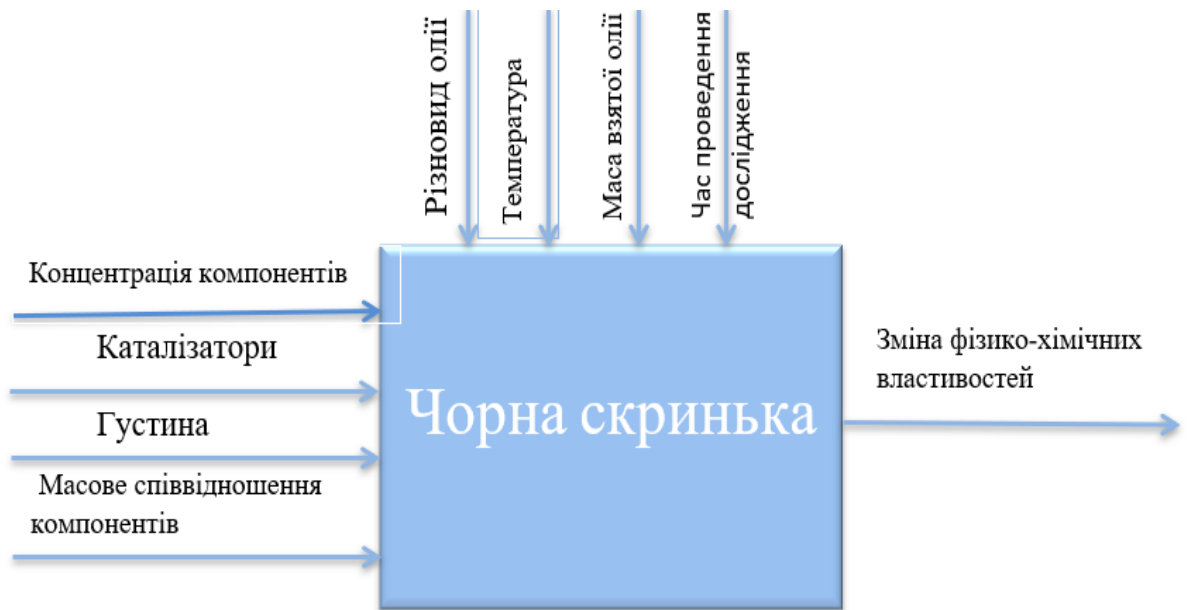 Різновид олії
Температура
Маса взятої олії
Час проведення
дослідження
Концентрація компонентів
Каталізатори
Густина
Масове співвідношення
компонентів
Чорна скринька
Зміна фізико-хімічних
властивостей